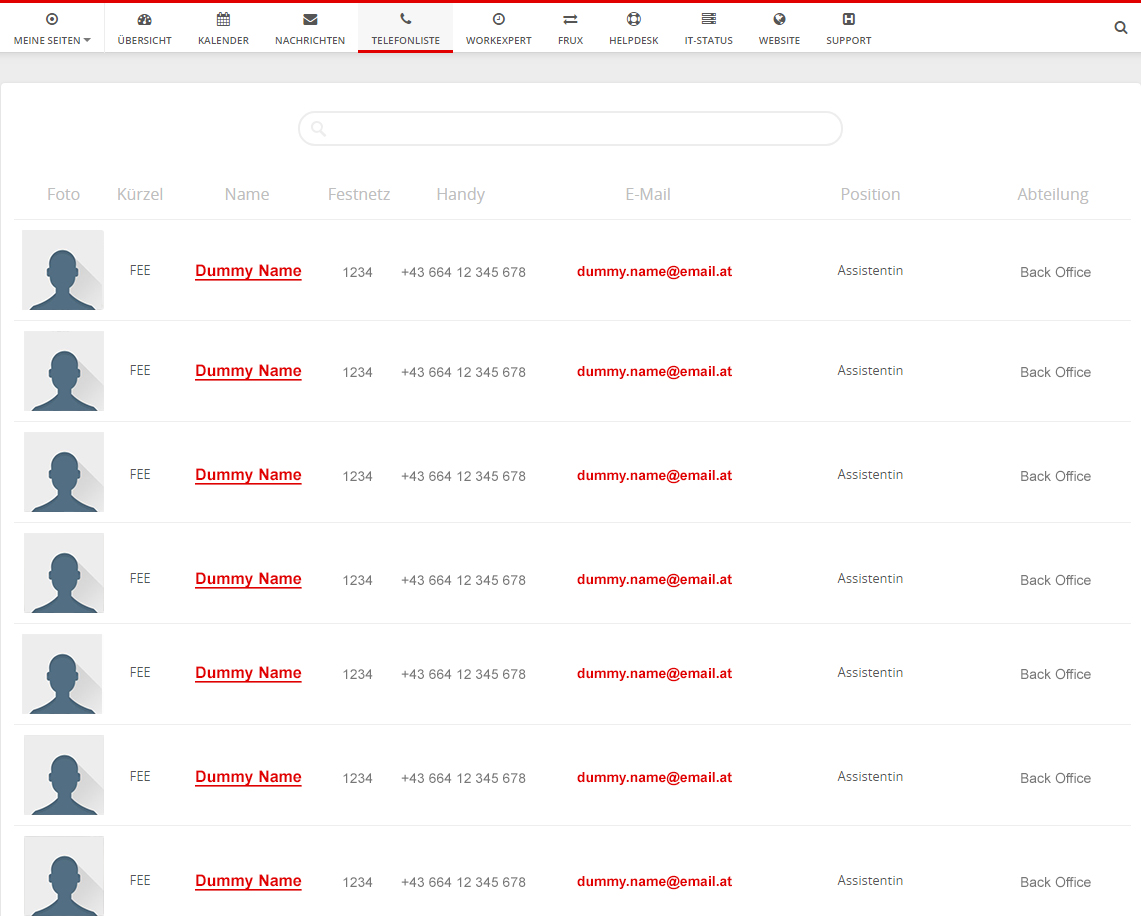 MEINE SEITEN ÜBERSICHT KALENDER NACHRICHTEN TELEFONLISTE WORKEXPERT FRUX HELPDESK IT-STATUS WEBSITE SUPPORT
Foto Kürzel Name Festnetz Handy E-Mail Position Abteilung
FEE Dummy Name 1234 +43 664 12 345 678 dummy.name@email.at Assistentin Back Office
FEE Dummy Name 1234 +43 664 12 345 678 dummy.name@email.at Assistentin Back Office
FEE Dummy Name 1234 +43 664 12 345 678 dummy.name@email.at Assistentin Back Office
FEE Dummy Name 1234 +43 664 12 345 678 dummy.name@email.at Assistentin Back Office
FEE Dummy Name 1234 +43 664 12 345 678 dummy.name@email.at Assistentin Back Office
FEE Dummy Name 1234 +43 664 12 345 678 dummy.name@email.at Assistentin Back Office
FEE Dummy Name 1234 +43 664 12 345 678 dummy.name@email.at Assistentin Back Office